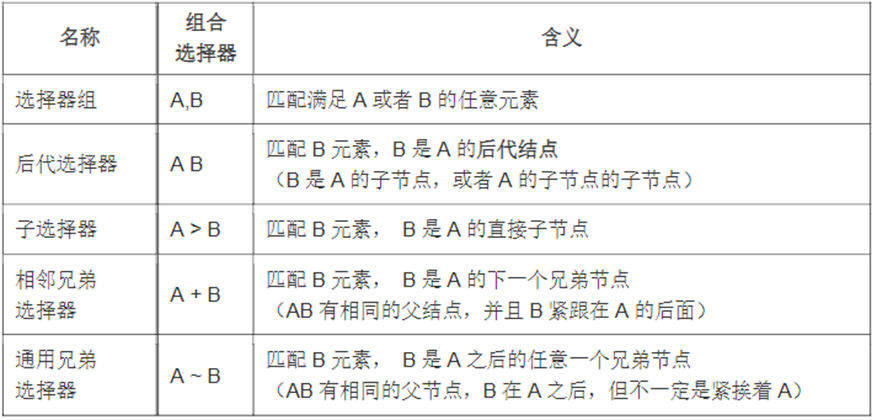 名称
组合
选择器
含义
选择器组
A,B
匹配满足 A 或者 B 的任意元素
后代选择器
A B
匹配 B 元素，B 是 A 的后代结点
（B 是 A 的子节点，或者 A 的子节点的子节点）
子选择器
A > B
匹配 B 元素， B 是 A 的直接子节点
相邻兄弟
选择器
A + B
匹配 B 元素， B 是 A 的下一个兄弟节点
（AB 有相同的父结点，并且 B 紧跟在 A 的后面）
通用兄弟
选择器
A ~ B
匹配 B 元素， B 是 A 之后的任意一个兄弟节点
（AB 有相同的父节点，B 在 A 之后，但不一定是紧挨着 A）